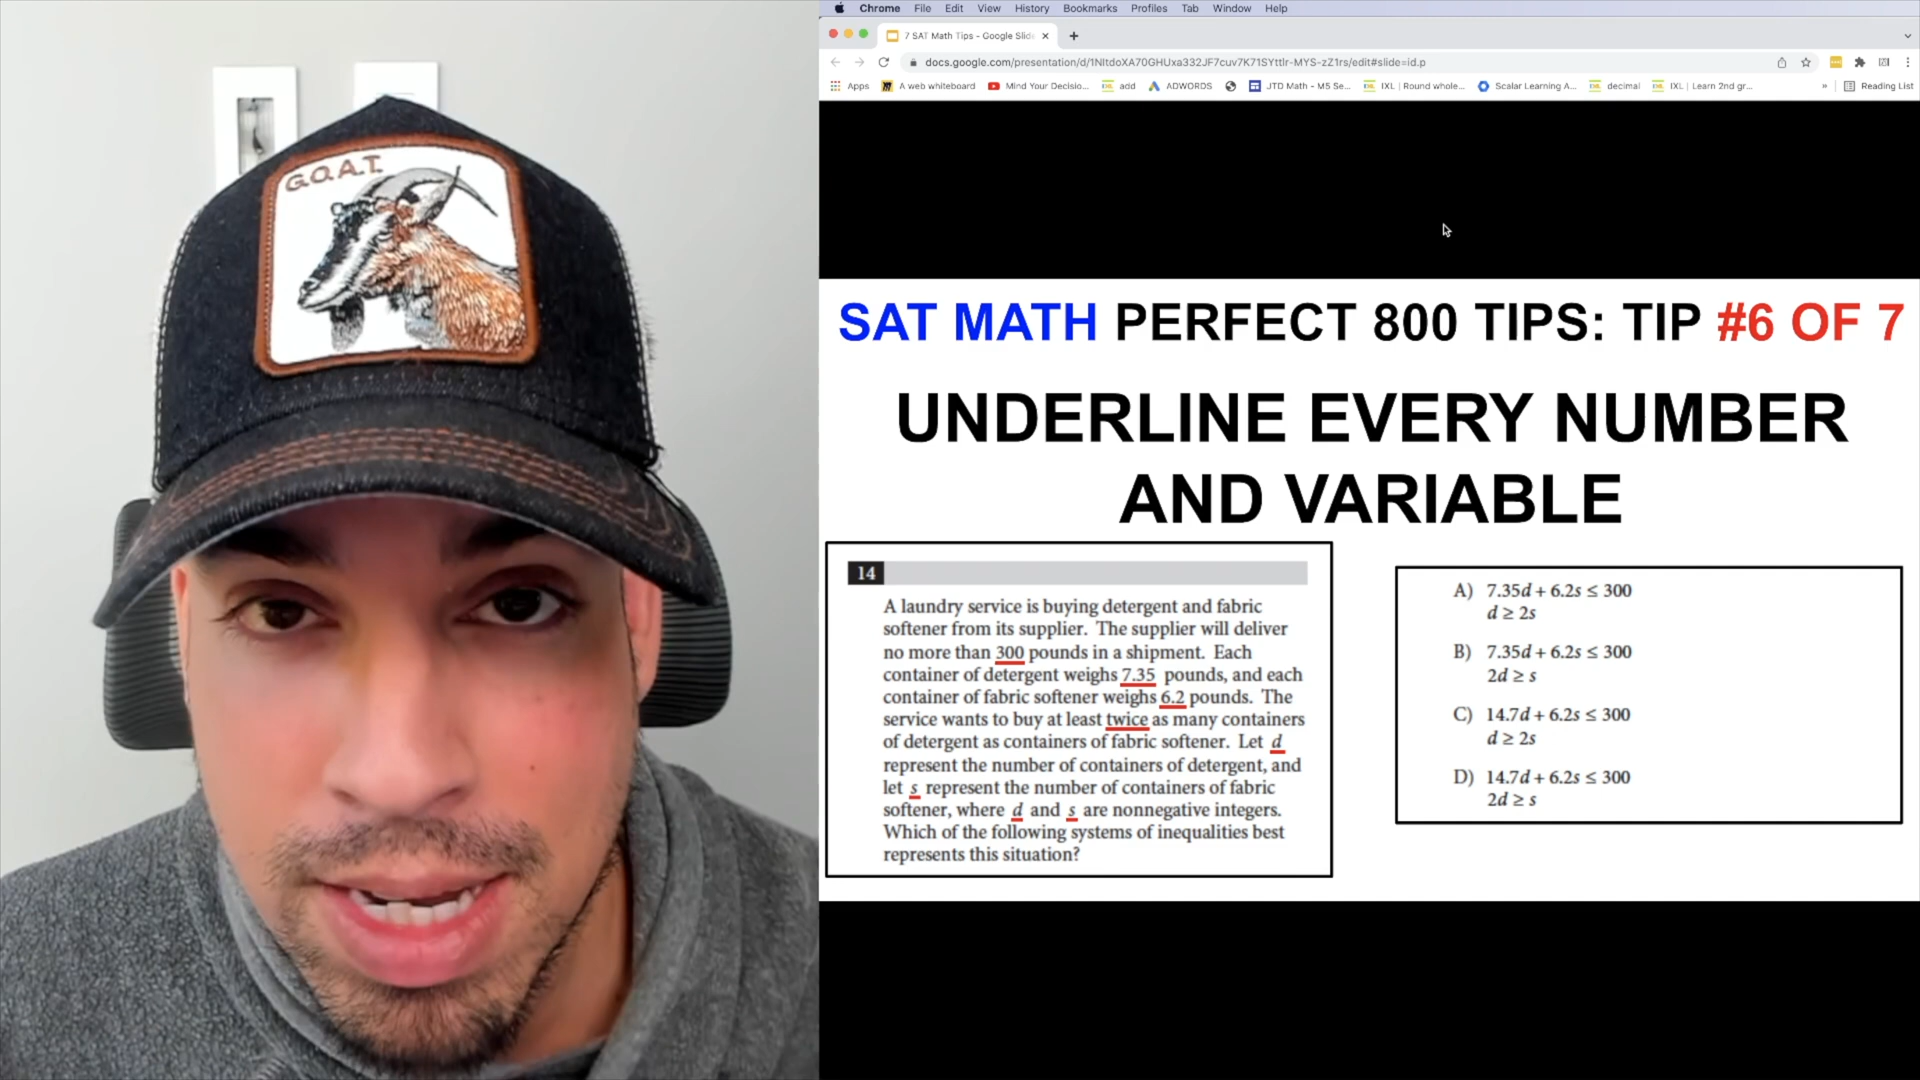 G.O.A.T.
Chrome File Edit View History Bookmarks Profiles Tab Window Help
7 SAT Math Tips - Google Slid
docs.google.com/presentation/d/1NltdoXA70GHUxa332JF7cuv7K71SYttlr-MYS-zZ1rs/edit#slide=id.p
Apps A web whiteboard Mind Your Decisio... add ADWORDS JTD Math - M5 Se... IXL | Round whole... Scalar Learning A... decimal IXL | Learn 2nd gr... » Reading List
SAT MATH PERFECT 800 TIPS: TIP #6 OF 7
UNDERLINE EVERY NUMBER
AND VARIABLE
14
A laundry service is buying detergent and fabric
softener from its supplier. The supplier will deliver
no more than 300 pounds in a shipment. Each
container of detergent weighs 7.35 pounds, and each
container of fabric softener weighs 6.2 pounds. The
service wants to buy at least twice as many containers
of detergent as containers of fabric softener. Let d
represent the number of containers of detergent, and
let s represent the number of containers of fabric
softener, where d and s are nonnegative integers.
Which of the following systems of inequalities best
represents this situation?
A) 7.35d + 6.2s ≤ 300
d ≥ 2s
B) 7.35d + 6.2s ≤ 300
2d ≥ s
C) 14.7d + 6.2s ≤ 300
d ≥ 2s
D) 14.7d + 6.2s ≤ 300
2d ≥ s